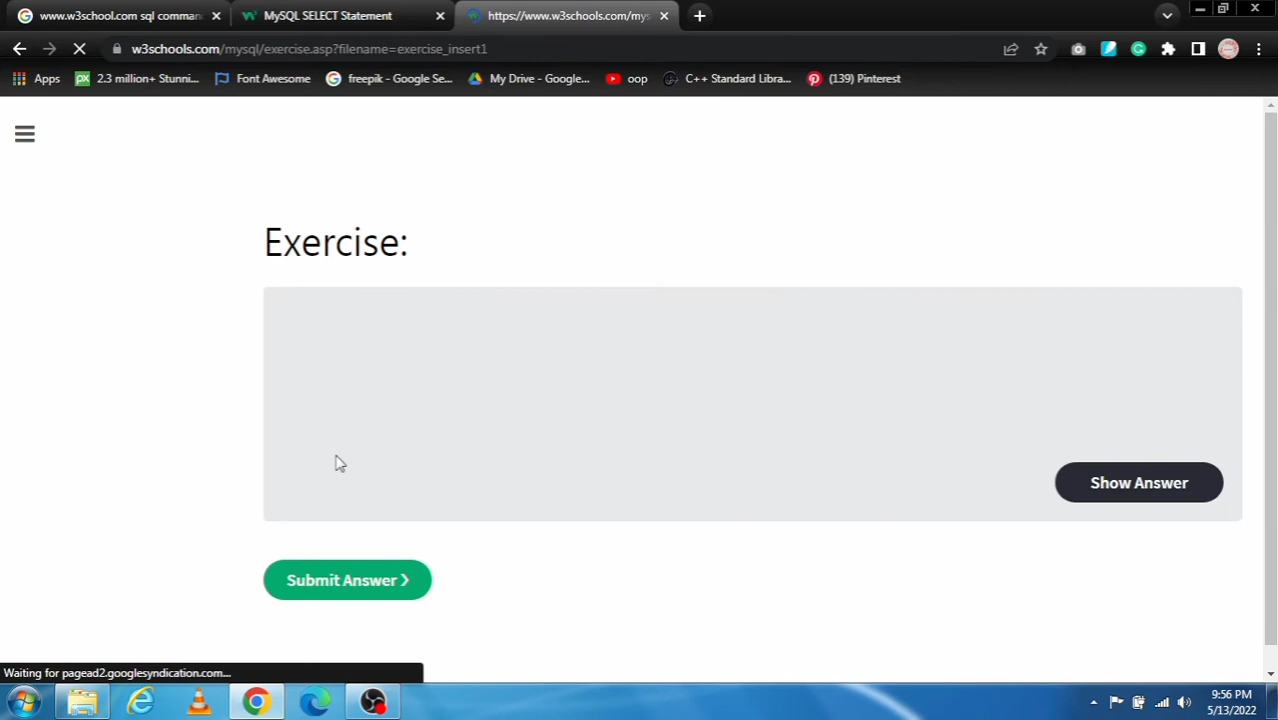 www.w3school.com sql comman
MySQL SELECT Statement
https://www.w3schools.com/mys
w3schools.com/mysql/exercise.asp?filename=exercise_insert1
Apps
2.3 million+ Stunni...
Font Awesome
freepik - Google Se...
My Drive - Google...
oop
C++ Standard Libra...
(139) Pinterest
Exercise:
Show Answer
Submit Answer ❯
Waiting for pagead2.googlesyndication.com...
9:56 PM
5/13/2022